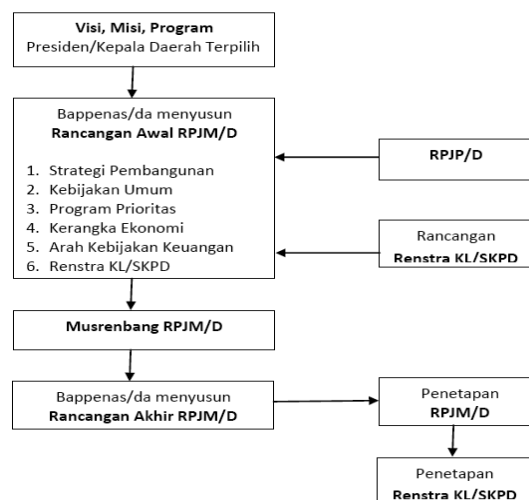 Visi, Misi, Program
Presiden/Kepala Daerah Terpilih
Bappenas/da menyusun
Rancangan Awal RPJM/D
1. Strategi Pembangunan
2. Kebijakan Umum
3. Program Prioritas
4. Kerangka Ekonomi
5. Arah Kebijakan Keuangan
6. Renstra KL/SKPD
RPJP/D
Rancangan
Renstra KL/SKPD
Musrenbang RPJM/D
Bappenas/da menyusun
Rancangan Akhir RPJM/D
Penetapan
RPJM/D
Penetapan
Renstra KL/SKPD